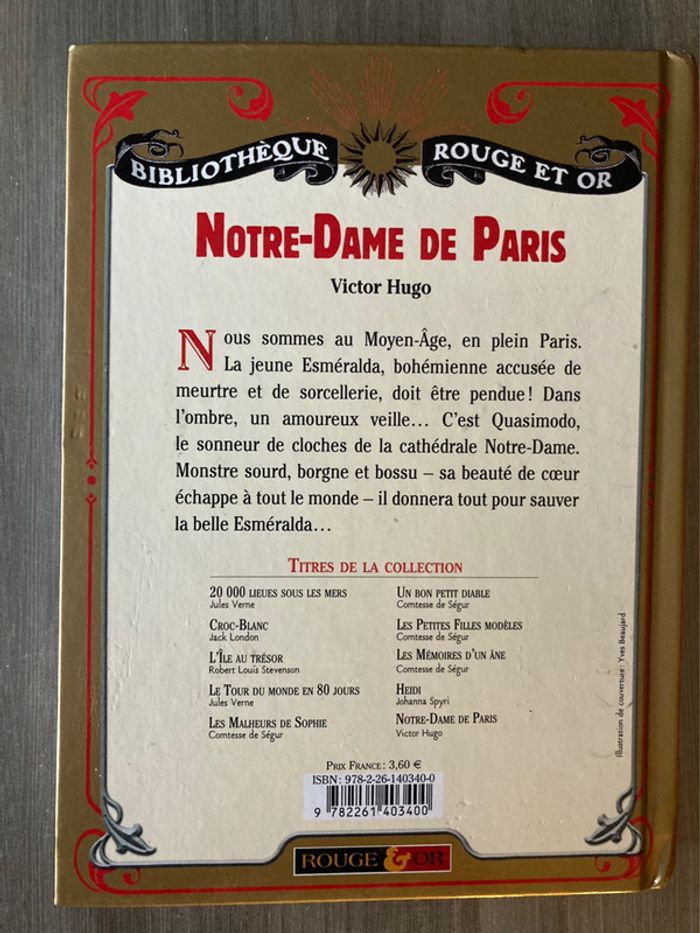 BIBLIOTHÈQUE ROUGE ET OR
NOTRE-DAME DE PARIS
Victor Hugo
Nous sommes au Moyen-Âge, en plein Paris.
La jeune Esméralda, bohémienne accusée de
meurtre et de sorcellerie, doit être pendue! Dans
l'ombre, un amoureux veille... C'est Quasimodo,
le sonneur de cloches de la cathédrale Notre-Dame.
Monstre sourd, borgne et bossu – sa beauté de cœur
échappe à tout le monde – il donnera tout pour sauver
la belle Esméralda...
TITRES DE LA COLLECTION
20 000 LIEUES SOUS LES MERS
Jules Verne
CROC-BLANC
Jack London
L'ÎLE AU TRÉSOR
Robert Louis Stevenson
LE TOUR DU MONDE EN 80 JOURS
Jules Verne
LES MALHEURS DE SOPHIE
Comtesse de Ségur
UN BON PETIT DIABLE
Comtesse de Ségur
LES PETITES FILLES MODÈLES
Comtesse de Ségur
LES MÉMOIRES D'UN ÂNE
Comtesse de Ségur
HEIDI
Johanna Spyri
NOTRE-DAME DE PARIS
Victor Hugo
Illustration de couverture : Yves Beaujard
PRIX FRANCE : 3,60 €
ISBN : 978-2-26-140340-0
9 782261 403400
ROUGE & OR